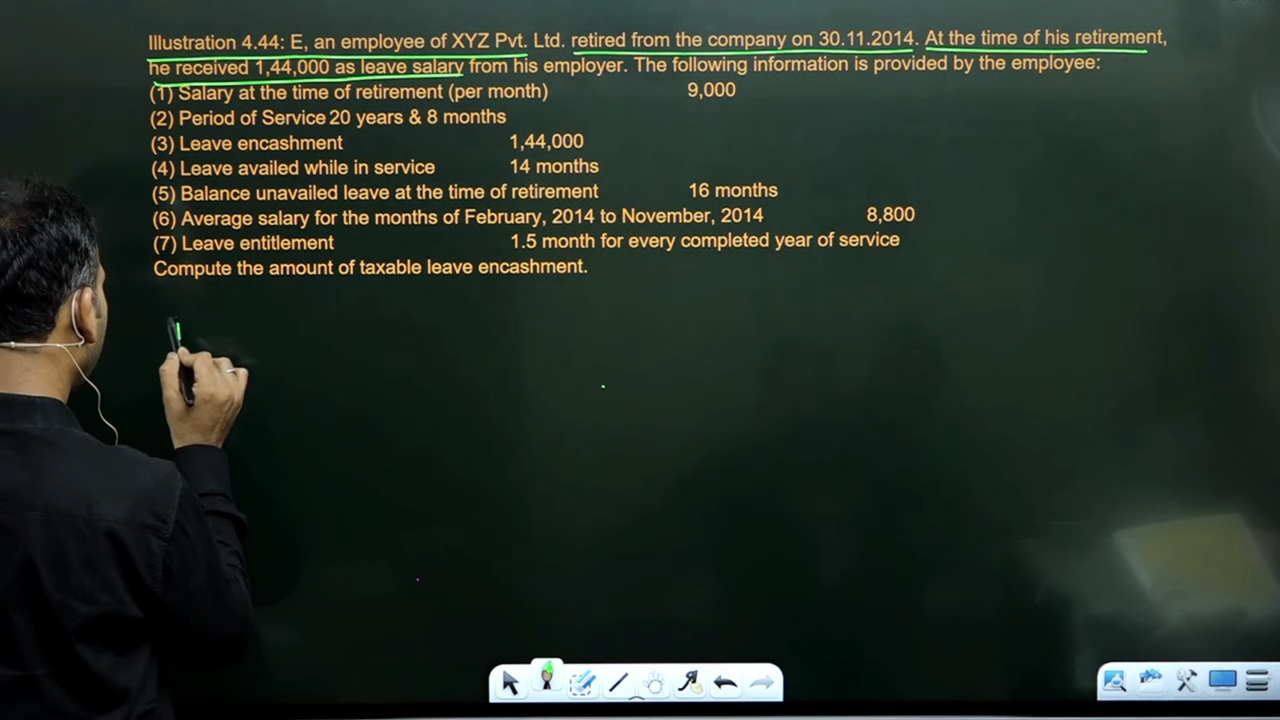 Illustration 4.44: E, an employee of XYZ Pvt. Ltd. retired from the company on 30.11.2014. At the time of his retirement,
he received 1,44,000 as leave salary from his employer. The following information is provided by the employee:
(1) Salary at the time of retirement (per month) 9,000
(2) Period of Service 20 years & 8 months
(3) Leave encashment 1,44,000
(4) Leave availed while in service 14 months
(5) Balance unavailed leave at the time of retirement 16 months
(6) Average salary for the months of February, 2014 to November, 2014 8,800
(7) Leave entitlement 1.5 month for every completed year of service
Compute the amount of taxable leave encashment.